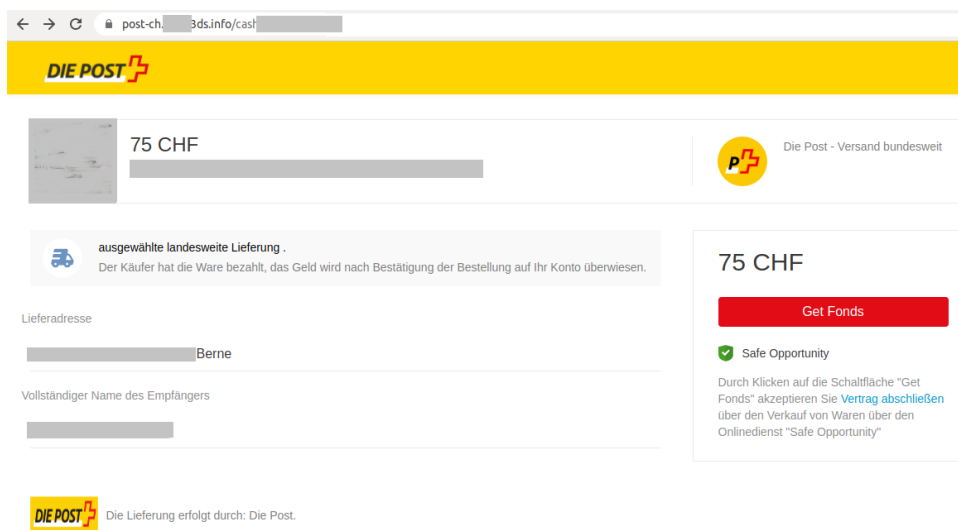 post-ch. 3ds.info/cash
DIE POST
75 CHF
P
Die Post - Versand bundesweit
ausgewählte landesweite Lieferung .
Der Käufer hat die Ware bezahlt, das Geld wird nach Bestätigung der Bestellung auf Ihr Konto überwiesen.
Lieferadresse
Berne
Vollständiger Name des Empfängers
75 CHF
Get Fonds
Safe Opportunity
Durch Klicken auf die Schaltfläche "Get
Fonds" akzeptieren Sie Vertrag abschließen
über den Verkauf von Waren über den
Onlinedienst "Safe Opportunity"
DIE POST
Die Lieferung erfolgt durch: Die Post.